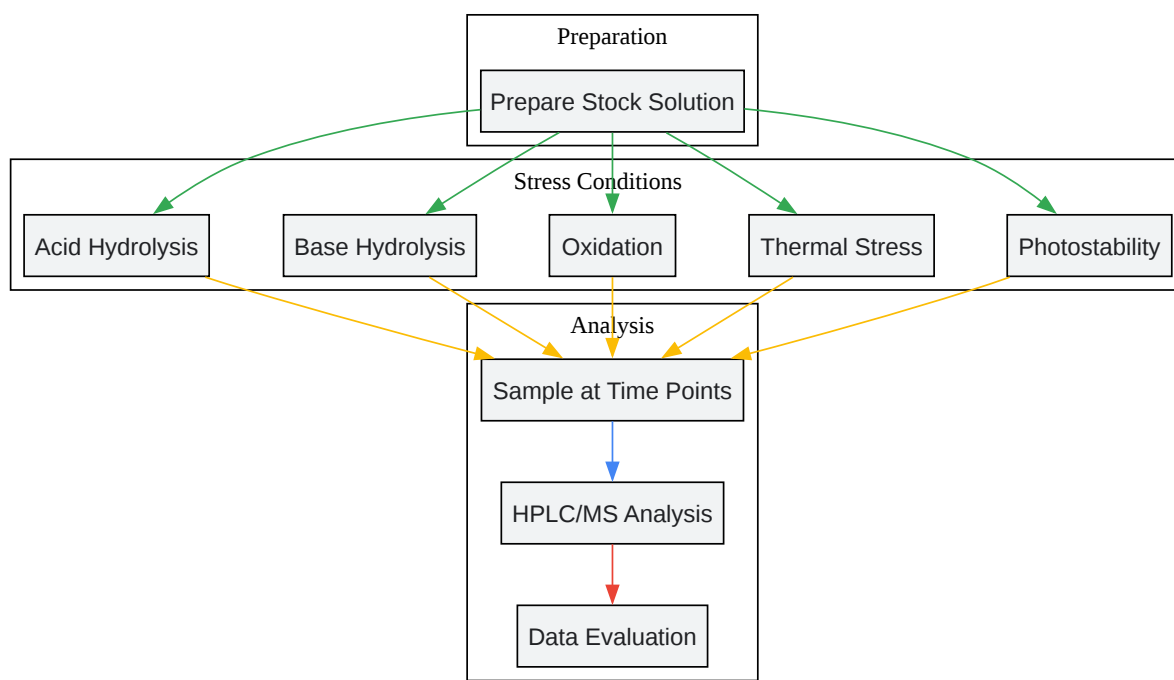 Preparation
Prepare Stock Solution
Stress Conditions
Acid Hydrolysis
Base Hydrolysis
Oxidation
Thermal Stress
Photostability
Analysis
Sample at Time Points
HPLC/MS Analysis
Data Evaluation